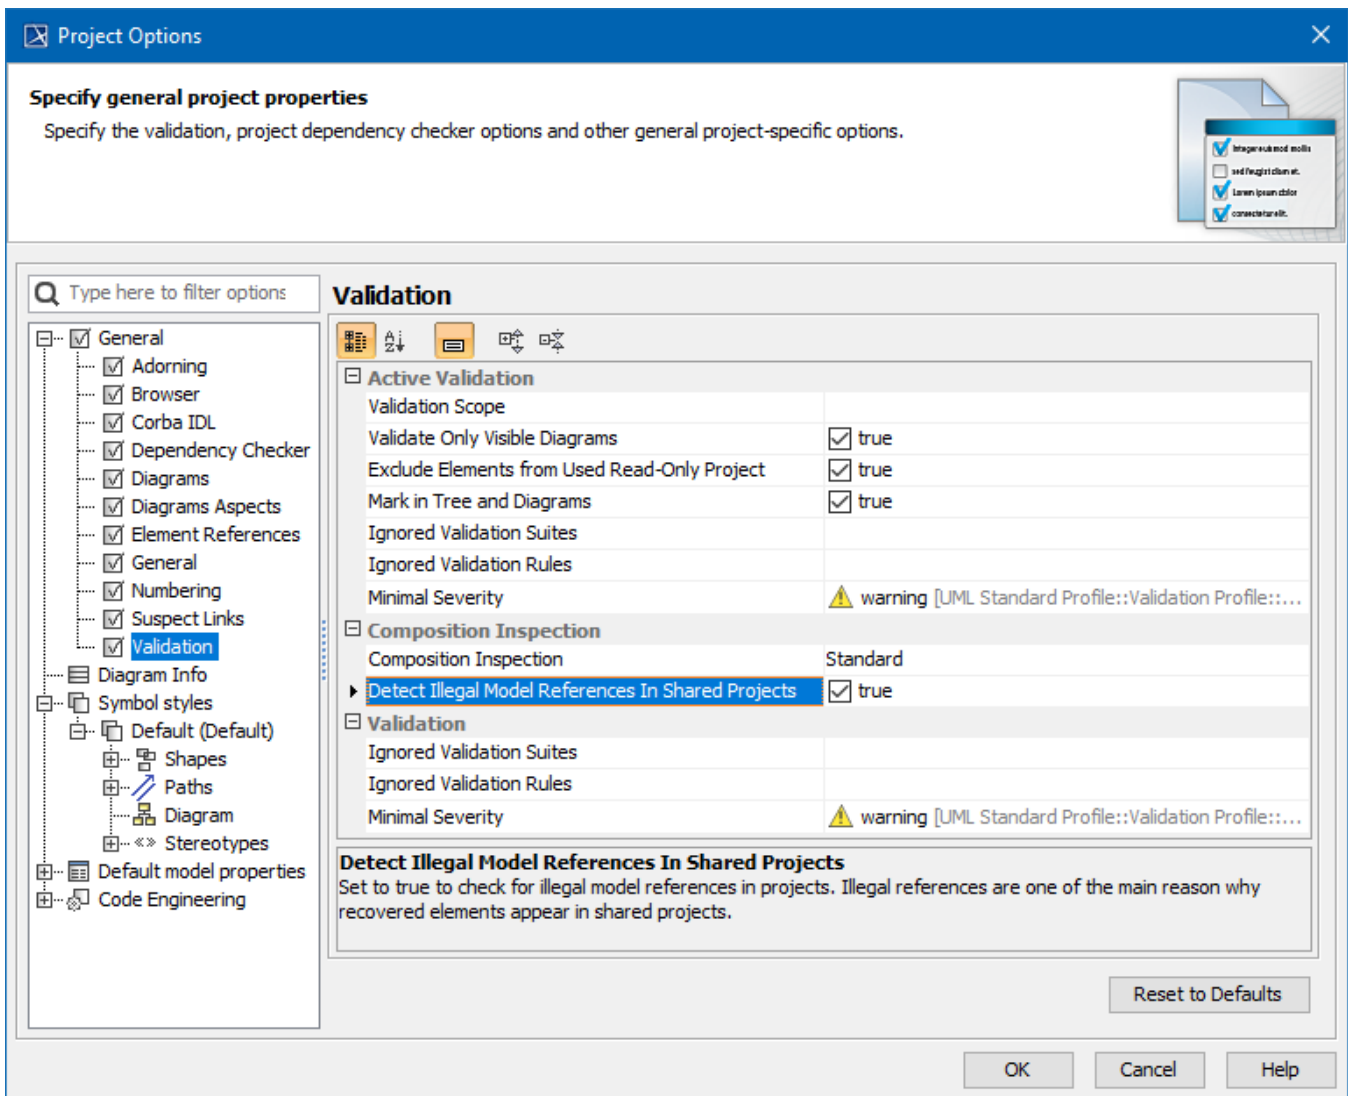 Project Options
Specify general project properties
Specify the validation, project dependency checker options and other general project-specific options.
Type here to filter options
General
Adorning
Browser
Corba IDL
Dependency Checker
Diagrams
Diagrams Aspects
Element References
General
Numbering
Suspect Links
Validation
Diagram Info
Symbol styles
Default (Default)
Shapes
Paths
Diagram
Stereotypes
Default model properties
Code Engineering
Validation
Active Validation
Validation Scope
Validate Only Visible Diagrams true
Exclude Elements from Used Read-Only Project true
Mark in Tree and Diagrams true
Ignored Validation Suites
Ignored Validation Rules
Minimal Severity warning [UML Standard Profile::Validation Profile::...
Composition Inspection
Composition Inspection Standard
Detect Illegal Model References In Shared Projects true
Validation
Ignored Validation Suites
Ignored Validation Rules
Minimal Severity warning [UML Standard Profile::Validation Profile::...
Detect Illegal Model References In Shared Projects
Set to true to check for illegal model references in projects. Illegal references are one of the main reason why
recovered elements appear in shared projects.
Reset to Defaults
OK Cancel Help